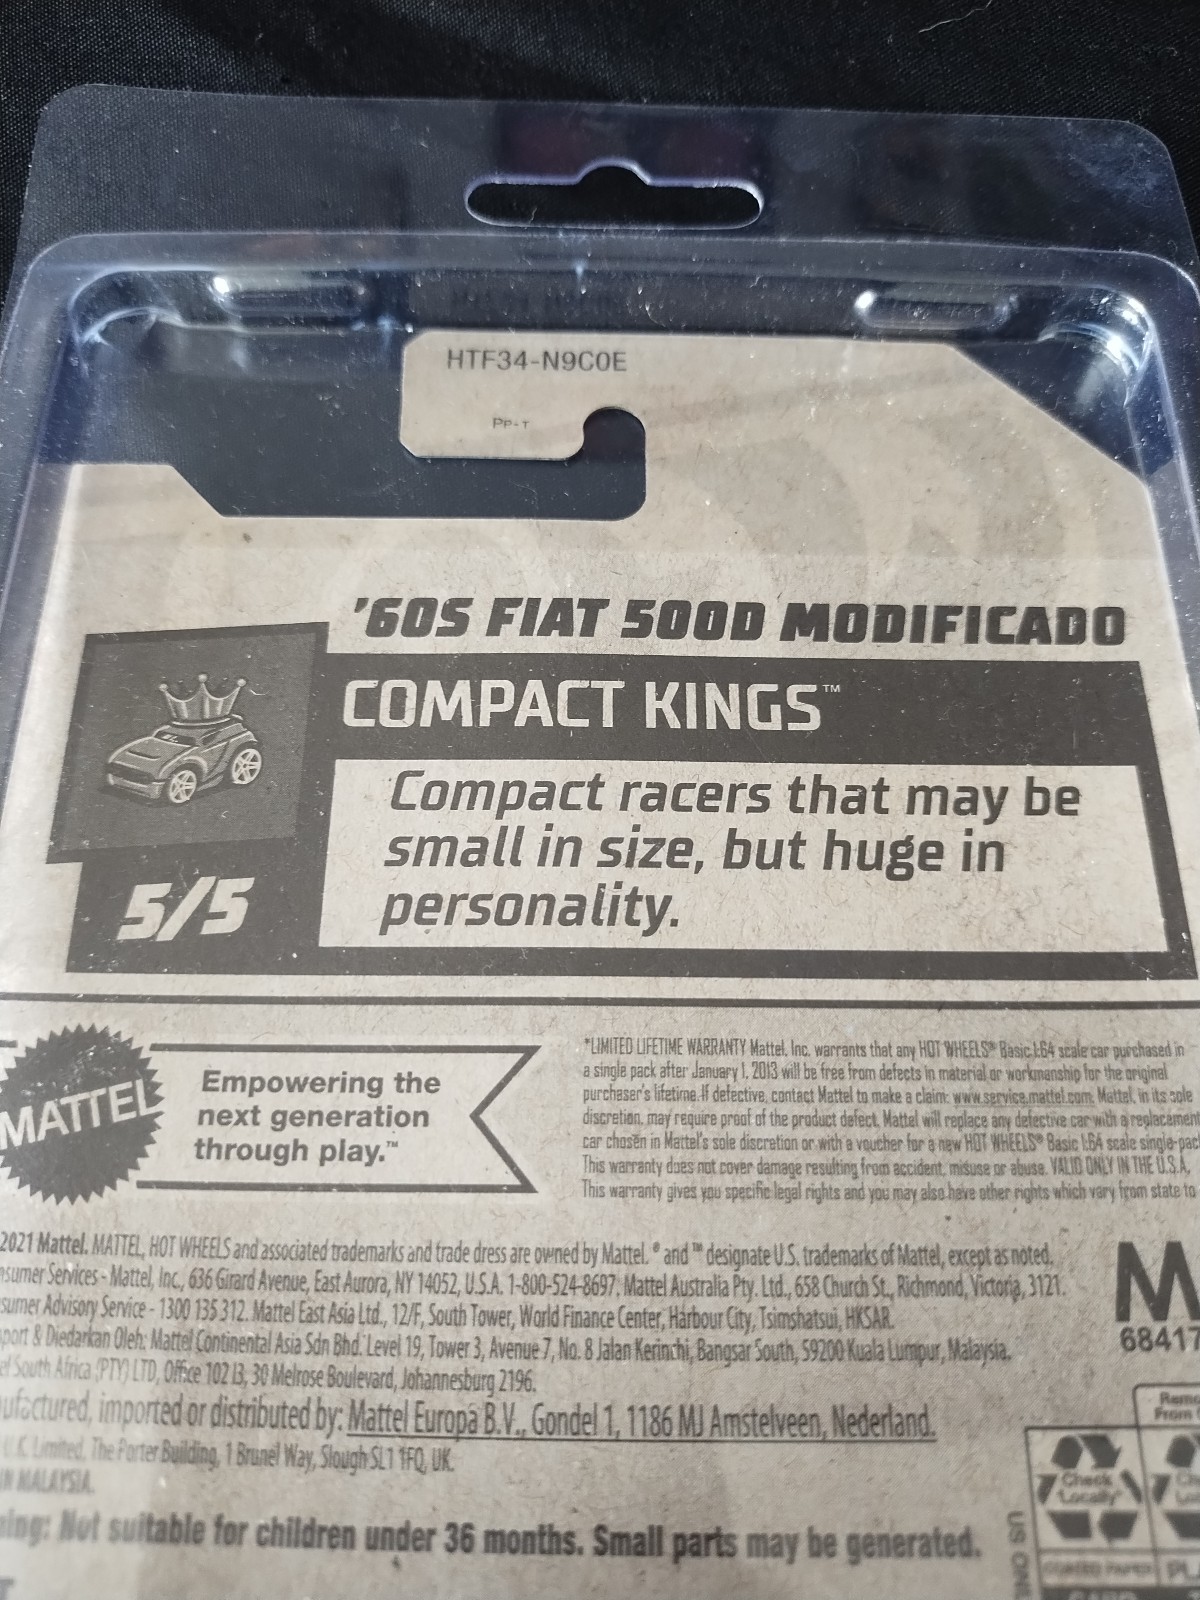 HTF34-N9C0E
PP-T
'60S FIAT 500D MODIFICADO
COMPACT KINGS™
Compact racers that may be
small in size, but huge in
personality.
5/5
MATTEL
Empowering the
next generation
through play.™
*LIMITED LIFETIME WARRANTY Mattel, Inc. warrants that any HOT WHEELS® Basic 1:64 scale car purchased in
a single pack after January 1, 2013 will be free from defects in material or workmanship for the original
purchaser's lifetime. If defective, contact Mattel to make a claim: www.service.mattel.com. Mattel, in its sole
discretion, may require proof of the product defect. Mattel will replace any defective car with a replacement
car chosen in Mattel's sole discretion or with a voucher for a new HOT WHEELS® Basic 1:64 scale single-pac
This warranty does not cover damage resulting from accident, misuse or abuse. VALID ONLY IN THE U.S.A.
This warranty gives you specific legal rights and you may also have other rights which vary from state to
2021 Mattel. MATTEL, HOT WHEELS and associated trademarks and trade dress are owned by Mattel. ® and ™ designate U.S. trademarks of Mattel, except as noted.
nsumer Services - Mattel, Inc., 636 Girard Avenue, East Aurora, NY 14052, U.S.A. 1-800-524-8697. Mattel Australia Pty. Ltd., 658 Church St., Richmond, Victoria, 3121.
sumer Advisory Service - 1300 135 312. Mattel East Asia Ltd., 12/F, South Tower, World Finance Center, Harbour City, Tsimshatsui, HKSAR.
port & Diedarkan Oleh: Mattel Continental Asia Sdn Bhd. Level 19, Tower 3, Avenue 7, No. 8 Jalan Kerinchi, Bangsar South, 59200 Kuala Lumpur, Malaysia.
el South Africa (PTY) LTD, Office 102 I3, 30 Melrose Boulevard, Johannesburg 2196.
ufactured, imported or distributed by: Mattel Europa B.V., Gondel 1, 1186 MJ Amstelveen, Nederland.
U.K. Limited, The Porter Building, 1 Brunel Way, Slough SL1 1FQ, UK.
IN MALAYSIA.
ning: Not suitable for children under 36 months. Small parts may be generated.
M
68417
From
Check
Locally*
US ONL
COATED PAPER
CARD